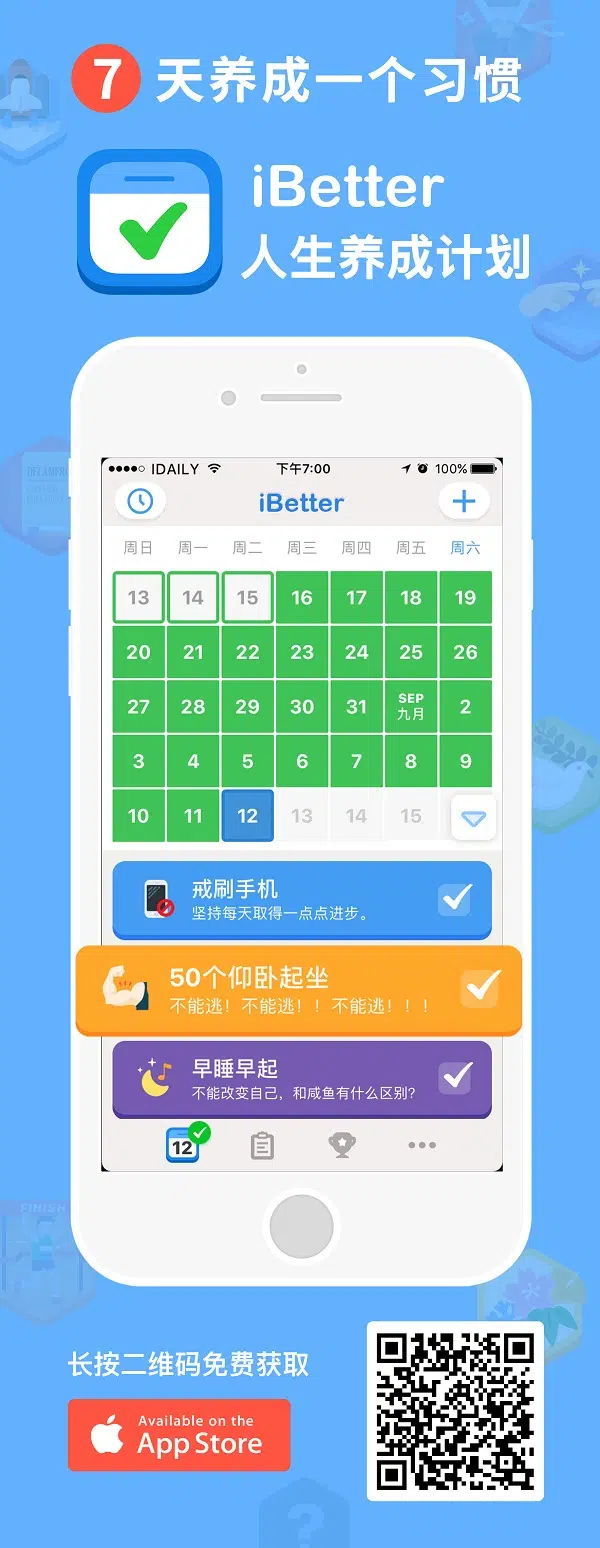 7 天养成一个习惯
iBetter
人生养成计划
IDAILY 下午7:00 100%
iBetter
周日 周一 周二 周三 周四 周五 周六
13 14 15 16 17 18 19
20 21 22 23 24 25 26
27 28 29 30 31 SEP 九月 2
3 4 5 6 7 8 9
10 11 12 13 14 15
戒刷手机
坚持每天取得一点点进步。
50个仰卧起坐
不能逃！不能逃！！不能逃！！！
早睡早起
不能改变自己，和咸鱼有什么区别？
12
FINISH
长按二维码免费获取
Available on the
App Store
?